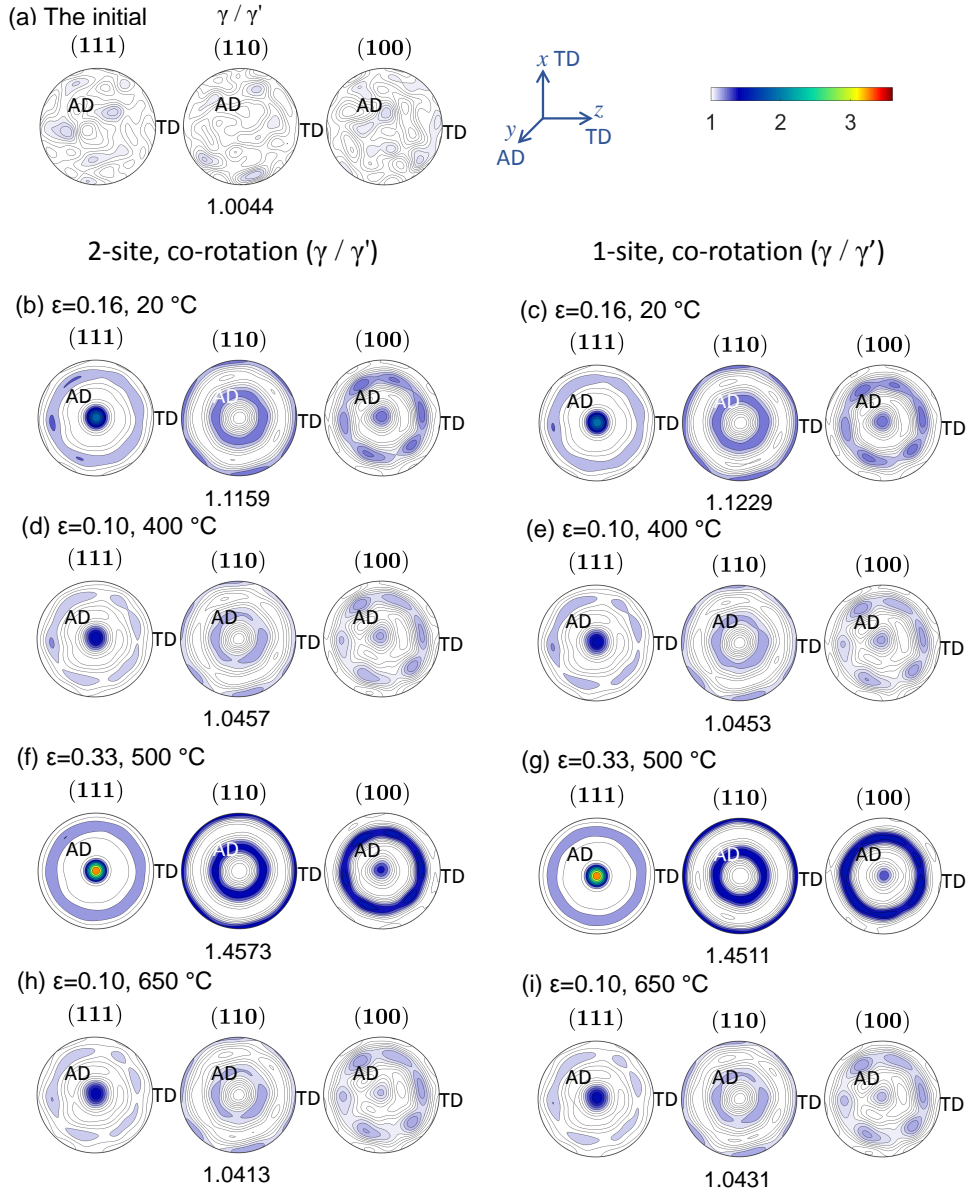 (a) The initial γ / γ'
(111) (110) (100)
AD AD AD
TD TD TD
1.0044
x TD
z
TD
y
AD
1 2 3
2-site, co-rotation (γ / γ')
1-site, co-rotation (γ / γ’)
(b) ε=0.16, 20 °C
(111) (110) (100)
AD AD AD
TD TD TD
1.1159
(c) ε=0.16, 20 °C
(111) (110) (100)
AD AD AD
TD TD TD
1.1229
(d) ε=0.10, 400 °C
(111) (110) (100)
AD AD AD
TD TD TD
1.0457
(e) ε=0.10, 400 °C
(111) (110) (100)
AD AD AD
TD TD TD
1.0453
(f) ε=0.33, 500 °C
(111) (110) (100)
AD AD AD
TD TD TD
1.4573
(g) ε=0.33, 500 °C
(111) (110) (100)
AD AD AD
TD TD TD
1.4511
(h) ε=0.10, 650 °C
(111) (110) (100)
AD AD AD
TD TD TD
1.0413
(i) ε=0.10, 650 °C
(111) (110) (100)
AD AD AD
TD TD TD
1.0431